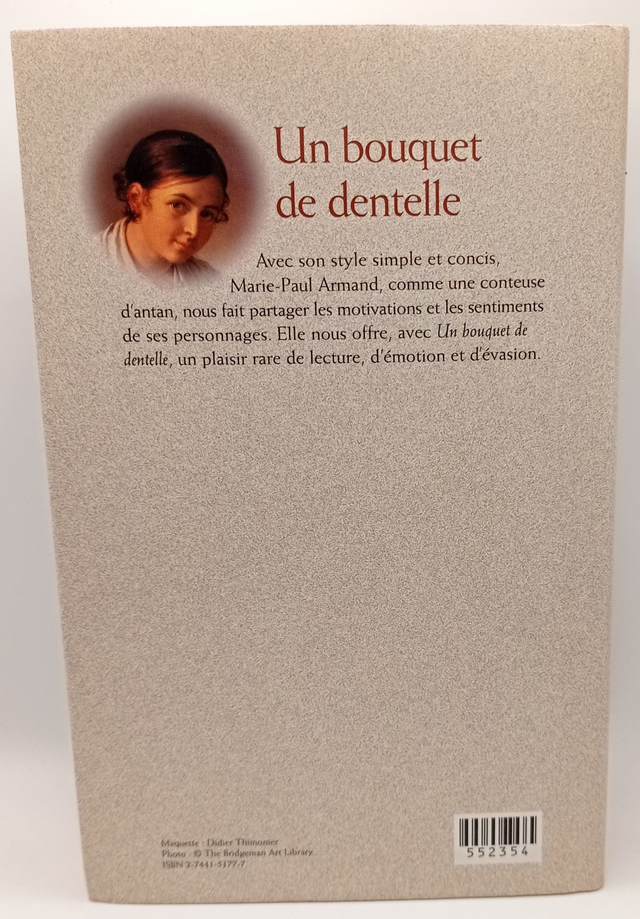 Un bouquet
de dentelle
Avec son style simple et concis,
Marie-Paul Armand, comme une conteuse
d'antan, nous fait partager les motivations et les sentiments
de ses personnages. Elle nous offre, avec Un bouquet de
dentelle, un plaisir rare de lecture, d'émotion et d'évasion.
Maquette : Didier Thimonier
Photo : © The Bridgeman Art Library
ISBN 2-7441-5177-7
552354